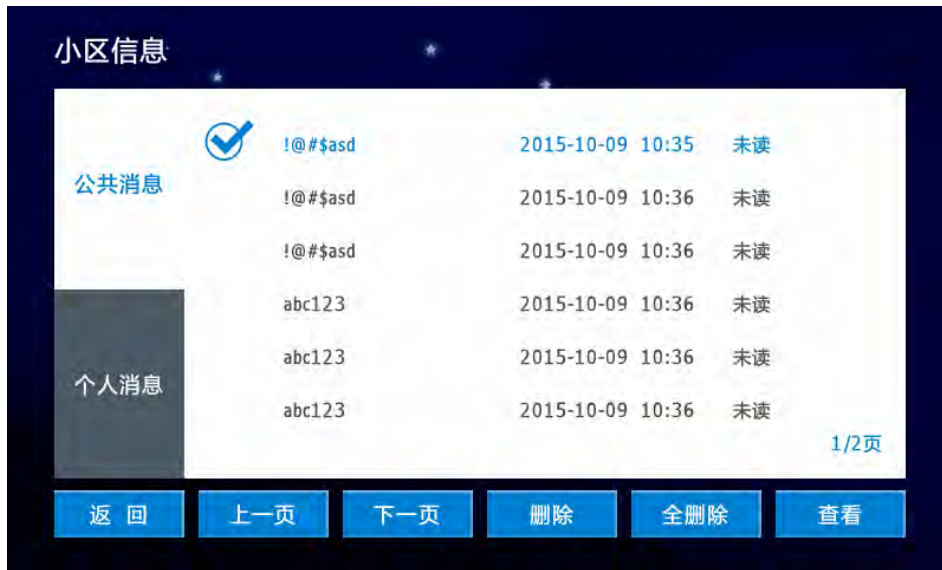 小区信息
公共消息
!@#$asd 2015-10-09 10:35 未读
!@#$asd 2015-10-09 10:36 未读
!@#$asd 2015-10-09 10:36 未读
个人消息
abc123 2015-10-09 10:36 未读
abc123 2015-10-09 10:36 未读
abc123 2015-10-09 10:36 未读
1/2页
返 回 上一页 下一页 删除 全删除 查看